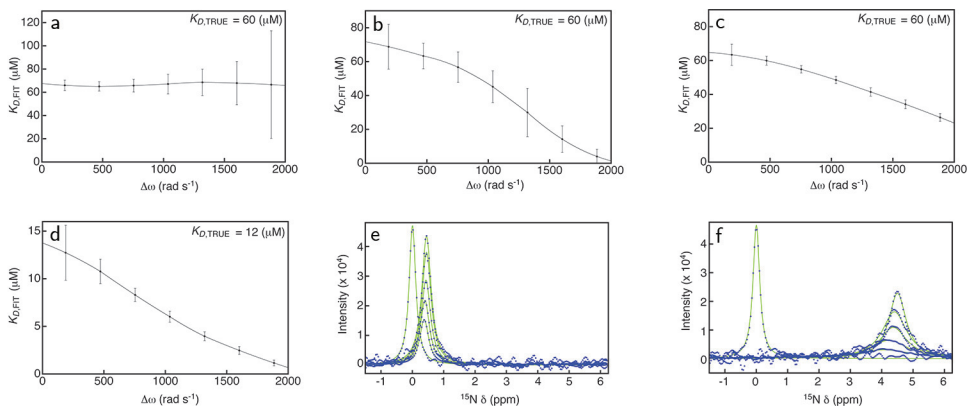 a
K_D,TRUE = 60 (μM)
120
100
80
60
40
20
0
K_D,FIT (μM)
0 500 1000 1500 2000
Δω (rad s⁻¹)
b
K_D,TRUE = 60 (μM)
80
60
40
20
0
K_D,FIT (μM)
0 500 1000 1500 2000
Δω (rad s⁻¹)
c
K_D,TRUE = 60 (μM)
80
60
40
20
0
K_D,FIT (μM)
0 500 1000 1500 2000
Δω (rad s⁻¹)
d
K_D,TRUE = 12 (μM)
15
10
5
0
K_D,FIT (μM)
0 500 1000 1500 2000
Δω (rad s⁻¹)
e
4
3
2
1
0
Intensity (x 10⁴)
-1 0 1 2 3 4 5 6
¹⁵N δ (ppm)
f
4
3
2
1
0
Intensity (x 10⁴)
-1 0 1 2 3 4 5 6
¹⁵N δ (ppm)